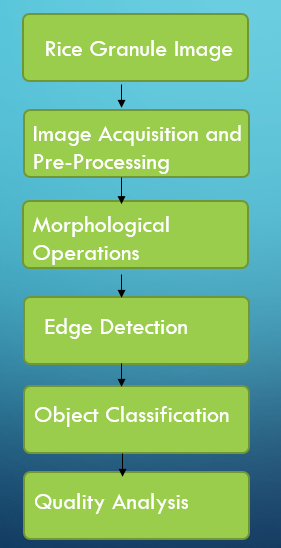 Rice Granule Image
Image Acquisition and
Pre-Processing
Morphological
Operations
Edge Detection
Object Classification
Quality Analysis